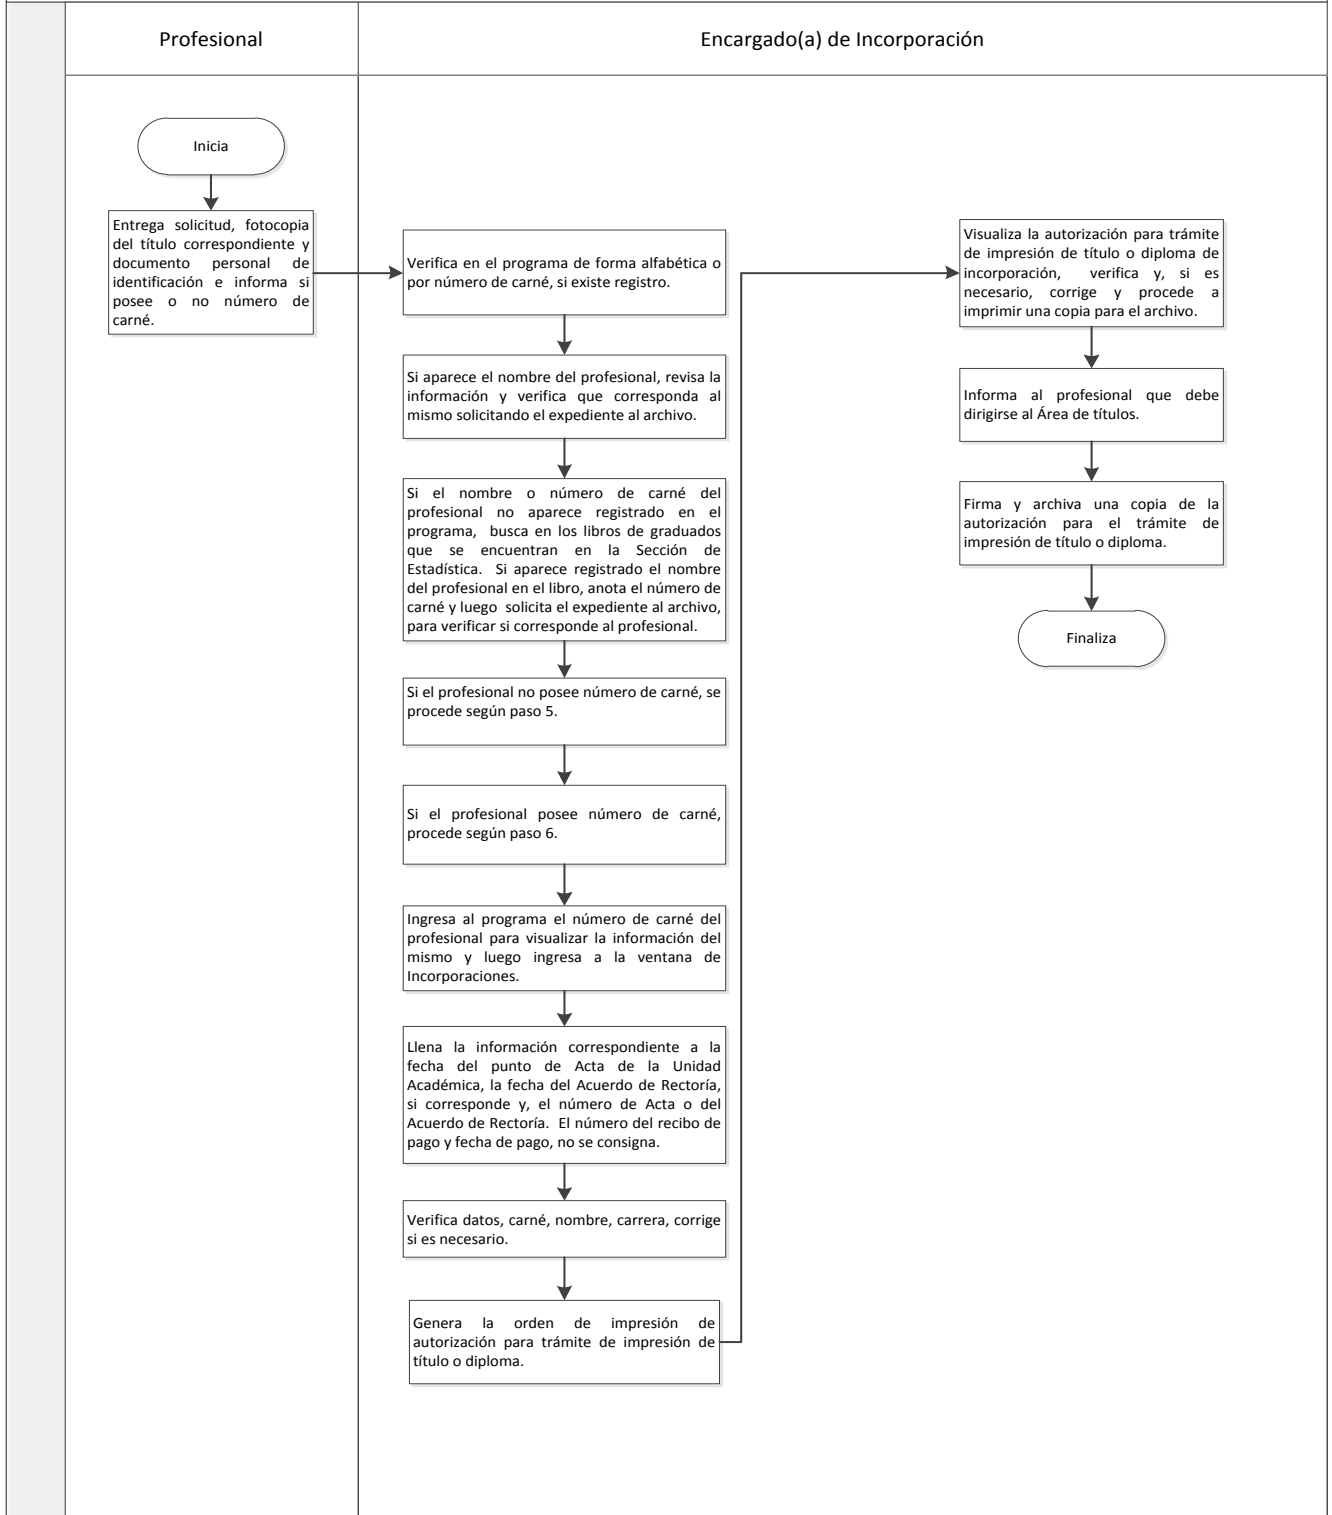 Profesional
Encargado(a) de Incorporación
Inicia
Entrega solicitud, fotocopia
del título correspondiente y
documento personal de
identificación e informa si
posee o no número de
carné.
Verifica en el programa de forma alfabética o
por número de carné, si existe registro.
Si aparece el nombre del profesional, revisa la
información y verifica que corresponda al
mismo solicitando el expediente al archivo.
Si el nombre o número de carné del
profesional no aparece registrado en el
programa, busca en los libros de graduados
que se encuentran en la Sección de
Estadística. Si aparece registrado el nombre
del profesional en el libro, anota el número de
carné y luego solicita el expediente al archivo,
para verificar si corresponde al profesional.
Si el profesional no posee número de carné, se
procede según paso 5.
Si el profesional posee número de carné,
procede según paso 6.
Ingresa al programa el número de carné del
profesional para visualizar la información del
mismo y luego ingresa a la ventana de
Incorporaciones.
Llena la información correspondiente a la
fecha del punto de Acta de la Unidad
Académica, la fecha del Acuerdo de Rectoría,
si corresponde y, el número de Acta o del
Acuerdo de Rectoría. El número del recibo de
pago y fecha de pago, no se consigna.
Verifica datos, carné, nombre, carrera, corrige
si es necesario.
Genera la orden de impresión de
autorización para trámite de impresión de
título o diploma.
Visualiza la autorización para trámite
de impresión de título o diploma de
incorporación, verifica y, si es
necesario, corrige y procede a
imprimir una copia para el archivo.
Informa al profesional que debe
dirigirse al Área de títulos.
Firma y archiva una copia de la
autorización para el trámite de
impresión de título o diploma.
Finaliza